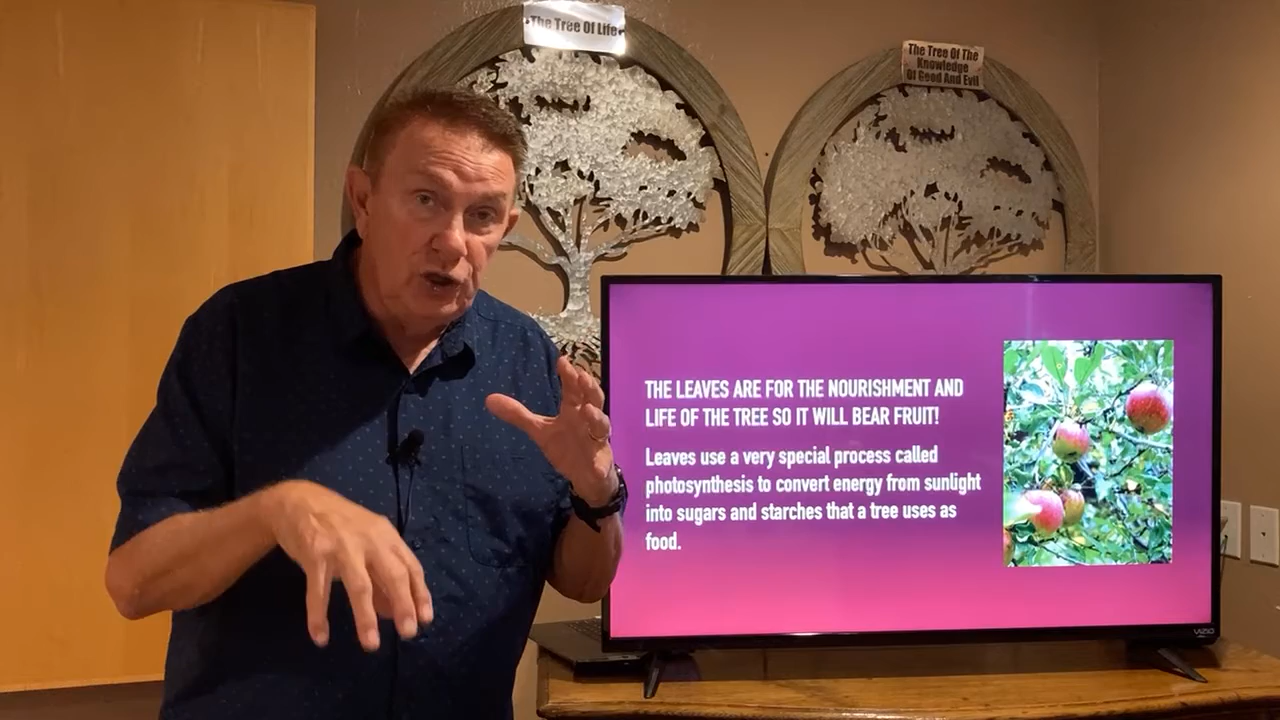 The Tree Of Life
The Tree Of The
Knowledge
Of Good And Evil
THE LEAVES ARE FOR THE NOURISHMENT AND
LIFE OF THE TREE SO IT WILL BEAR FRUIT!
Leaves use a very special process called
photosynthesis to convert energy from sunlight
into sugars and starches that a tree uses as
food.
VIZIO